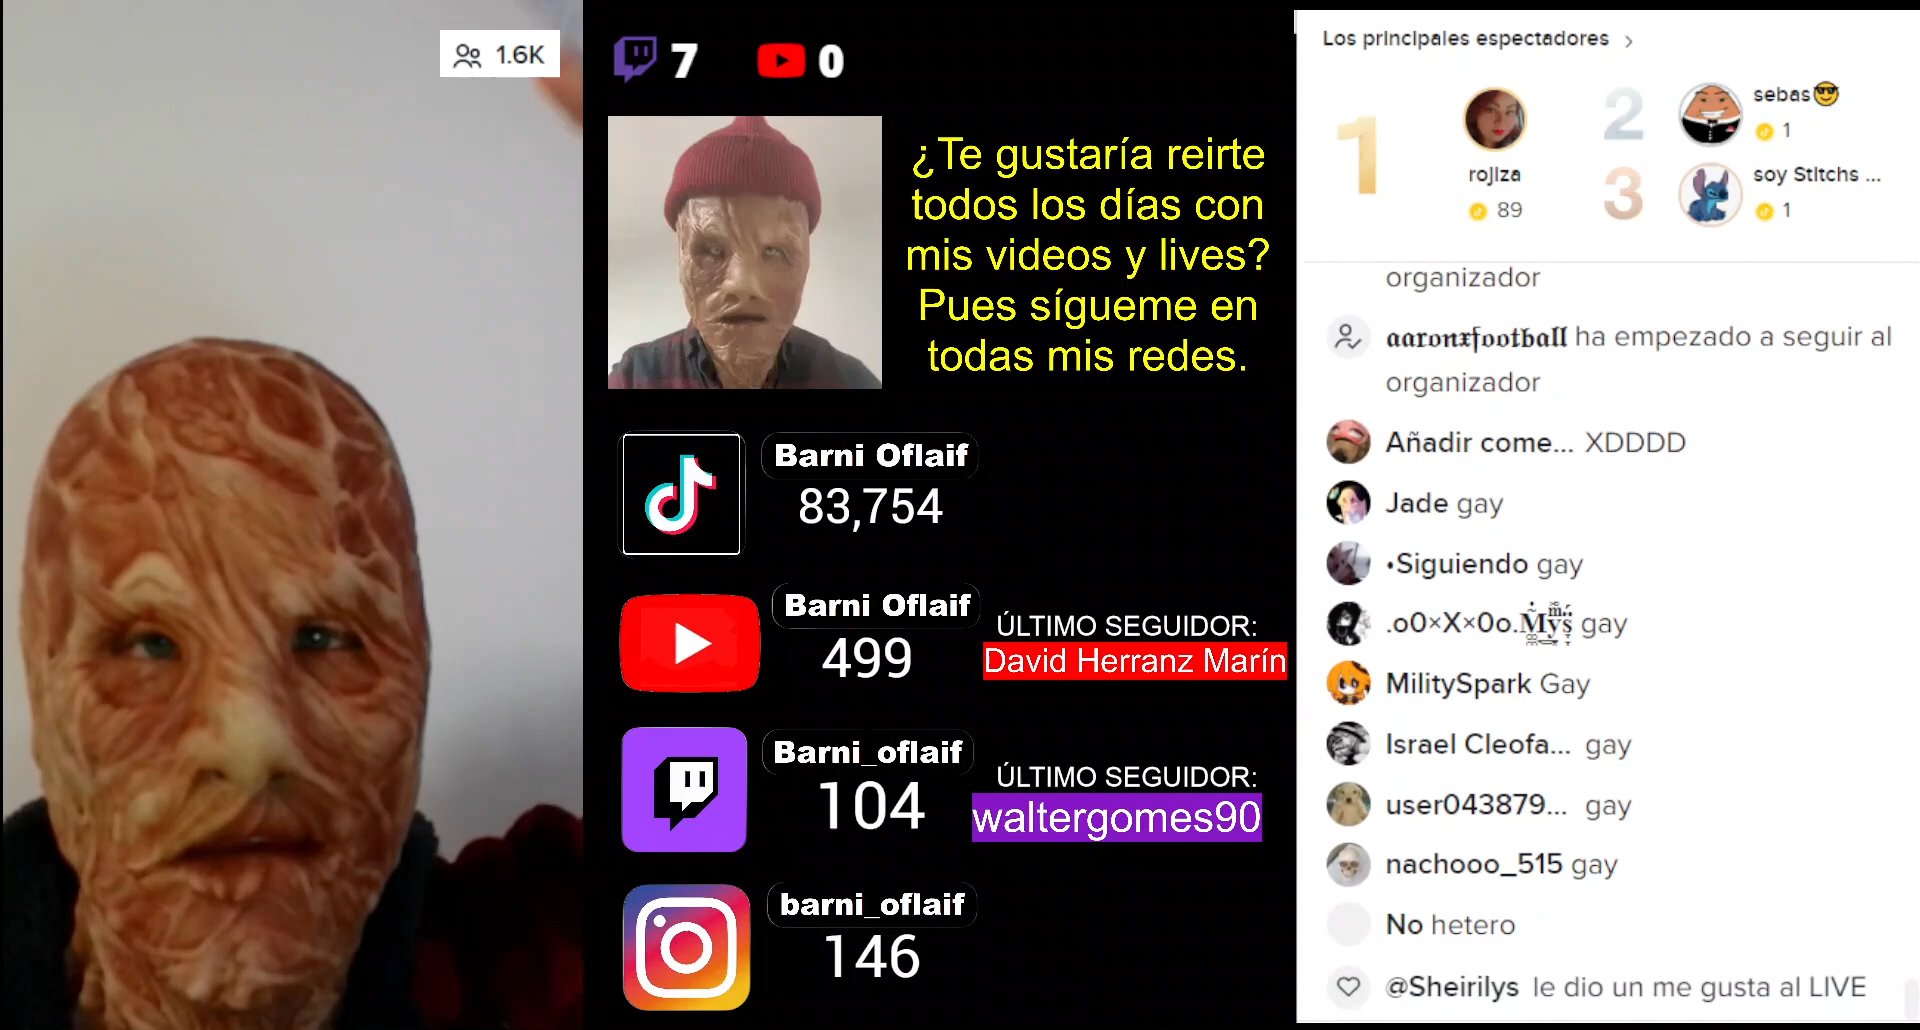 1.6K
7
0
¿Te gustaría reirte
todos los días con
mis videos y lives?
Pues sígueme en
todas mis redes.
Barni Oflaif
83,754
Barni Oflaif
499
ÚLTIMO SEGUIDOR:
David Herranz Marín
Barni_oflaif
104
ÚLTIMO SEGUIDOR:
waltergomes90
barni_oflaif
146
Los principales espectadores
1
rojiza
89
2
sebas😎
1
3
soy Stitchs ...
1
organizador
aaronxfootball ha empezado a seguir al
organizador
Añadir come... XDDDD
Jade gay
•Siguiendo gay
.o0×X×0o. gay
MilitySpark Gay
Israel Cleofa... gay
user043879... gay
nachooo_515 gay
No hetero
@Sheirilys le dio un me gusta al LIVE